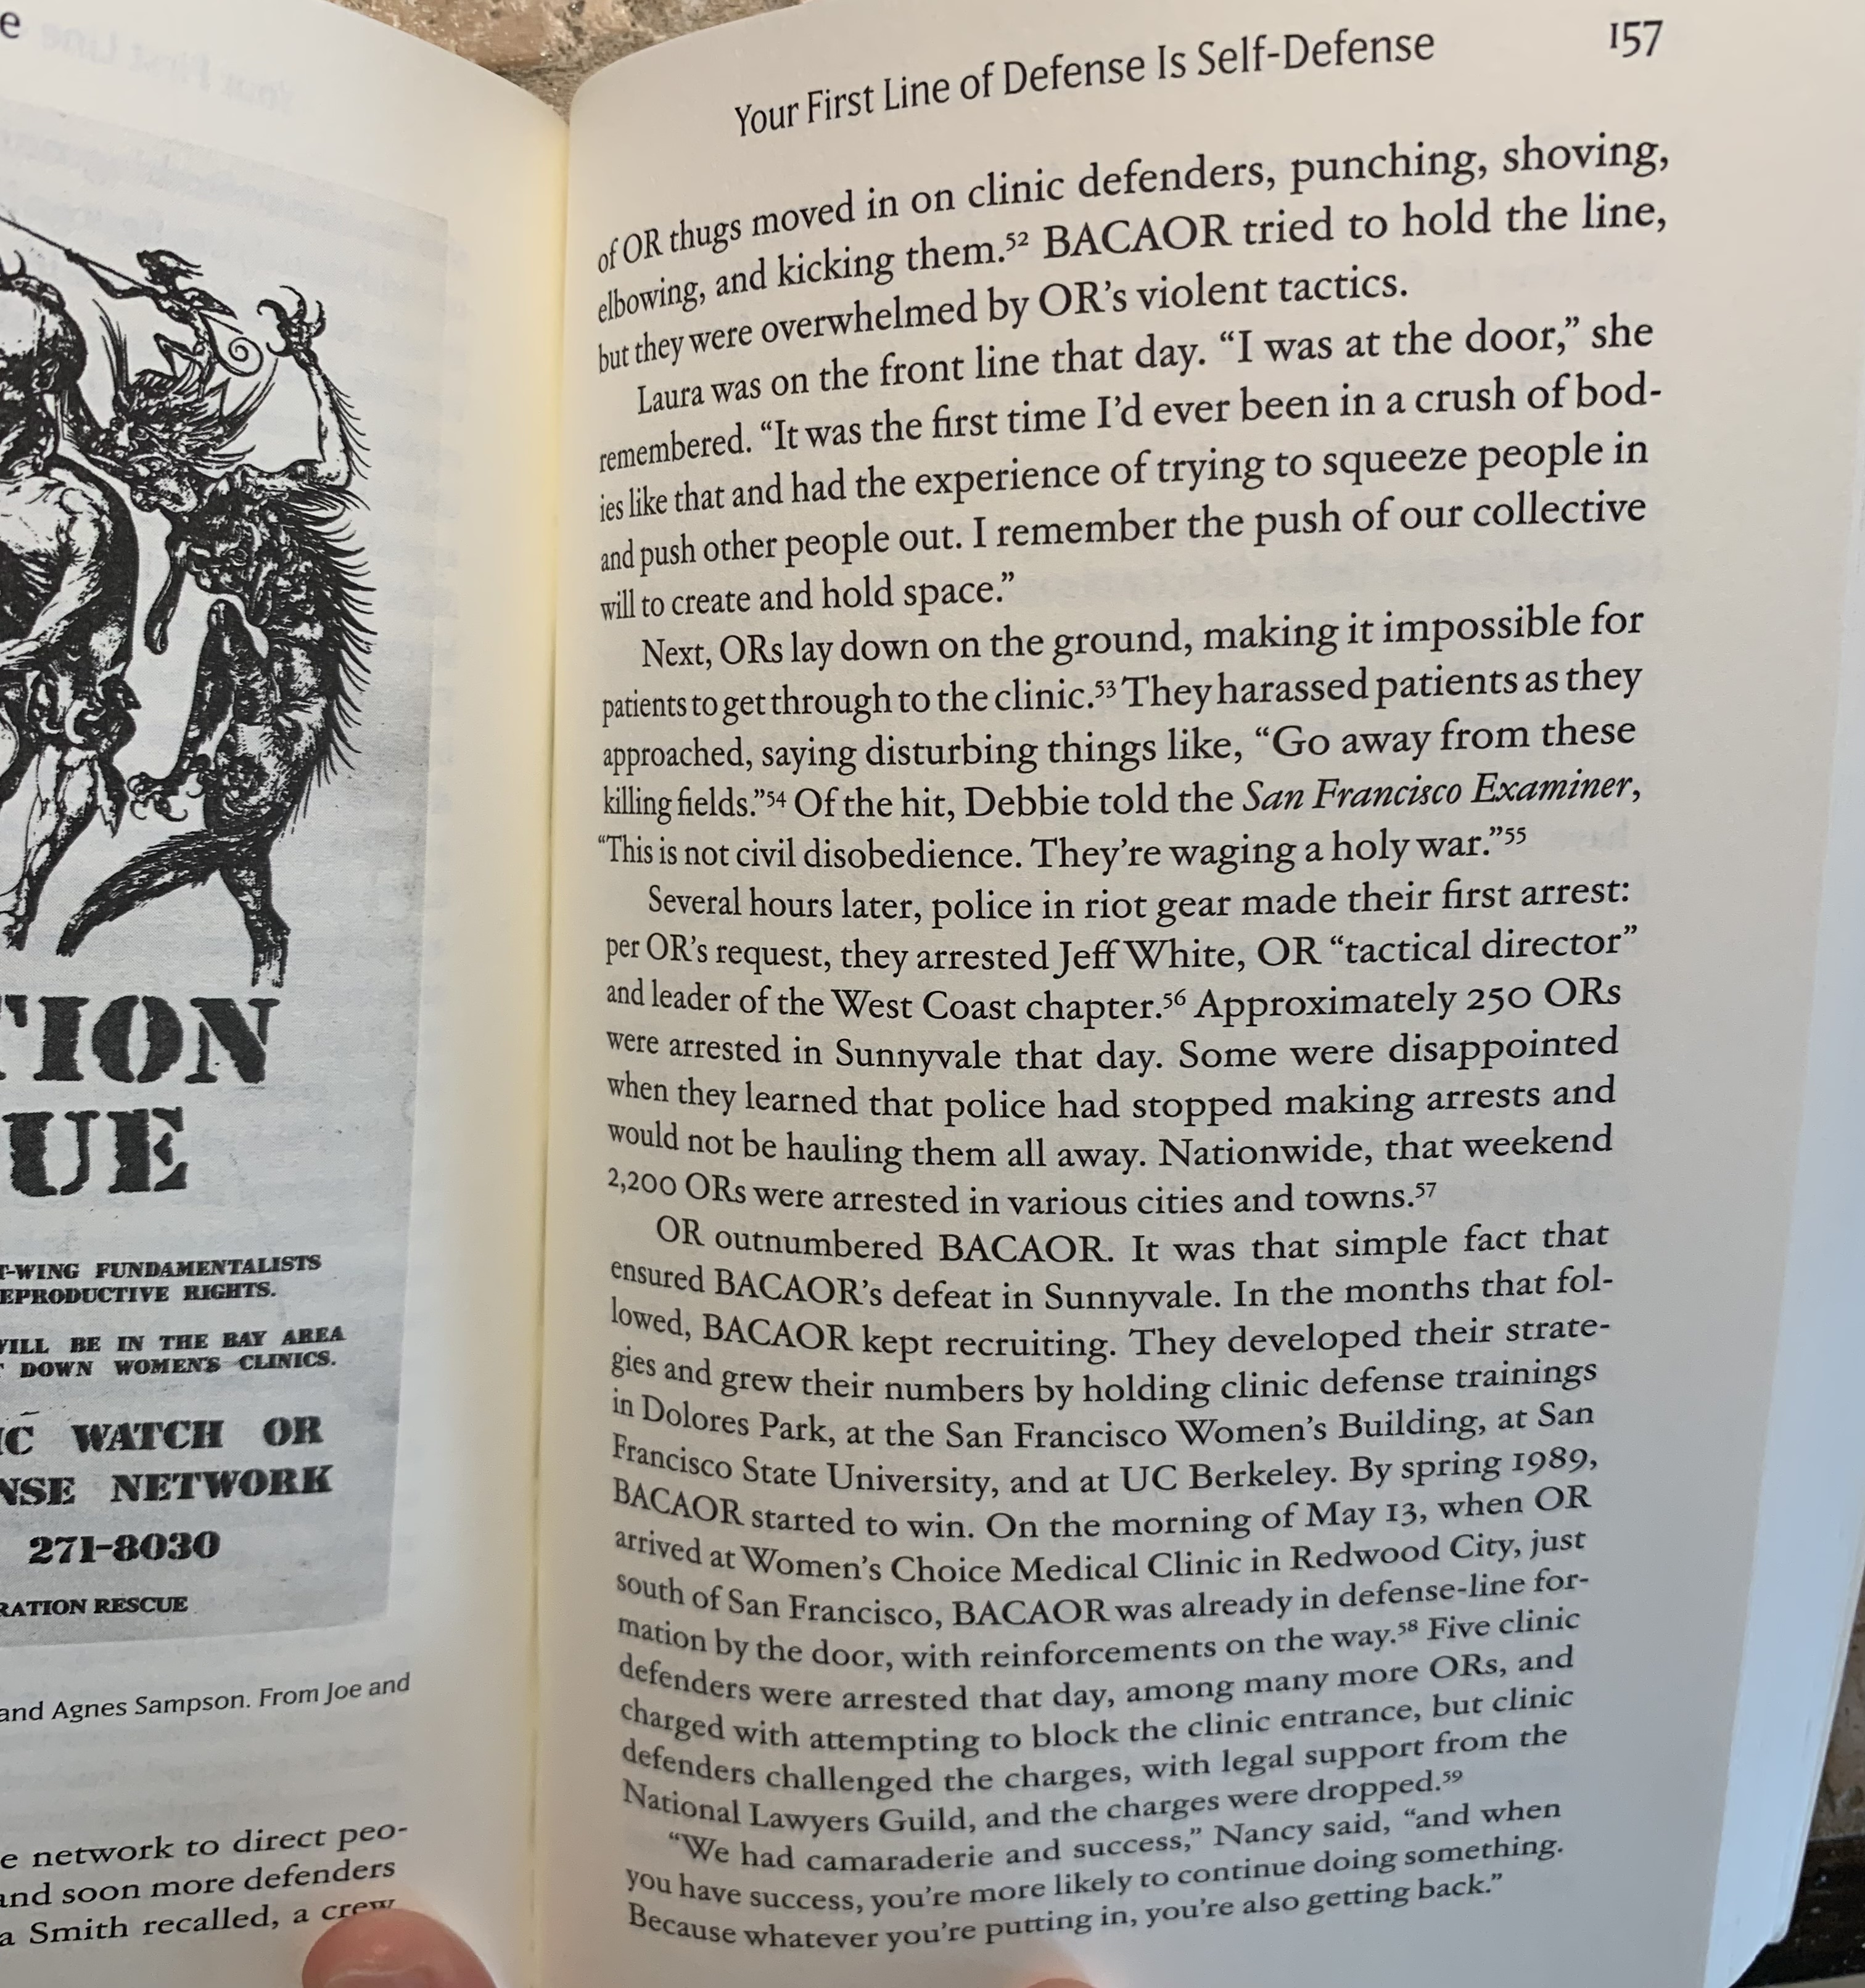 e
TION
UE
T-WING FUNDAMENTALISTS
EPRODUCTIVE RIGHTS.
WILL BE IN THE BAY AREA
DOWN WOMEN'S CLINICS.
IC WATCH OR
NSE NETWORK
271-8030
RATION RESCUE
and Agnes Sampson. From Joe and
e network to direct peo-
and soon more defenders
a Smith recalled, a crew
Your First Line of Defense Is Self-Defense 157
of OR thugs moved in on clinic defenders, punching, shoving,
elbowing, and kicking them.52 BACAOR tried to hold the line,
but they were overwhelmed by OR's violent tactics.
Laura was on the front line that day. “I was at the door,” she
remembered. “It was the first time I'd ever been in a crush of bod-
ies like that and had the experience of trying to squeeze people in
and push other people out. I remember the push of our collective
will to create and hold space.”
Next, ORs lay down on the ground, making it impossible for
patients to get through to the clinic.53 They harassed patients as they
approached, saying disturbing things like, “Go away from these
killing fields.”54 Of the hit, Debbie told the San Francisco Examiner,
“This is not civil disobedience. They're waging a holy war.”55
Several hours later, police in riot gear made their first arrest:
per OR's request, they arrested Jeff White, OR “tactical director”
and leader of the West Coast chapter.56 Approximately 250 ORs
were arrested in Sunnyvale that day. Some were disappointed
when they learned that police had stopped making arrests and
would not be hauling them all away. Nationwide, that weekend
2,200 ORs were arrested in various cities and towns.57
OR outnumbered BACAOR. It was that simple fact that
ensured BACAOR's defeat in Sunnyvale. In the months that fol-
lowed, BACAOR kept recruiting. They developed their strate-
gies and grew their numbers by holding clinic defense trainings
in Dolores Park, at the San Francisco Women's Building, at San
Francisco State University, and at UC Berkeley. By spring 1989,
BACAOR started to win. On the morning of May 13, when OR
arrived at Women's Choice Medical Clinic in Redwood City, just
south of San Francisco, BACAOR was already in defense-line for-
mation by the door, with reinforcements on the way.58 Five clinic
defenders were arrested that day, among many more ORs, and
charged with attempting to block the clinic entrance, but clinic
defenders challenged the charges, with legal support from the
National Lawyers Guild, and the charges were dropped.59
“We had camaraderie and success,” Nancy said, “and when
you have success, you're more likely to continue doing something.
Because whatever you're putting in, you're also getting back.”